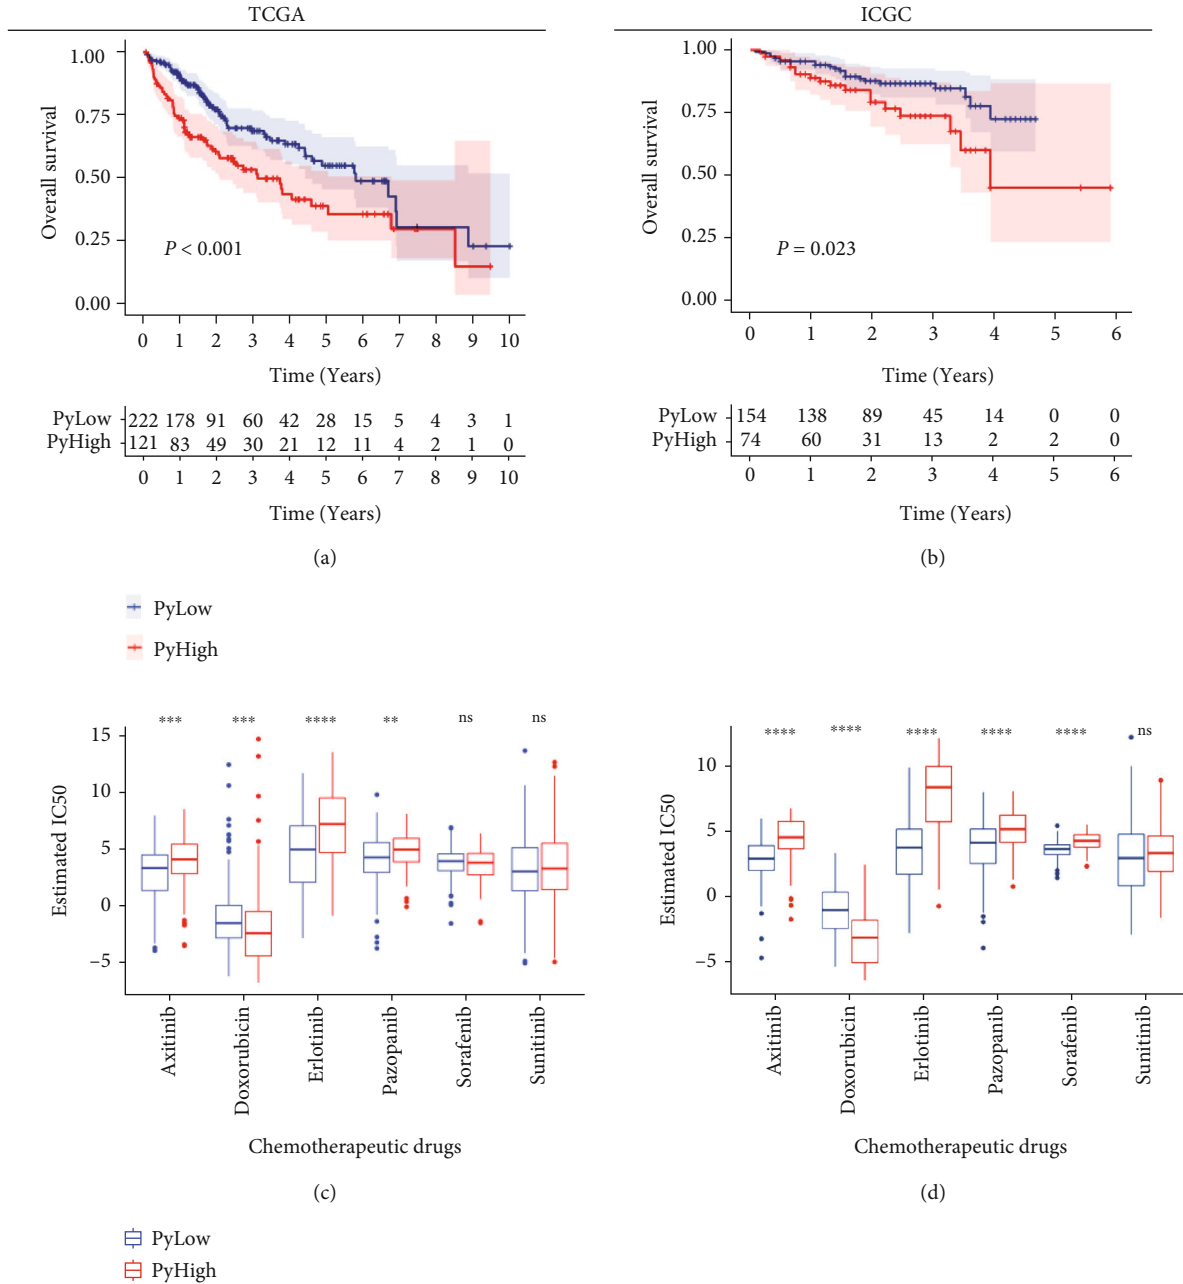 TCGA
1.00
0.75
0.50
0.25
0.00
Overall survival
P < 0.001
0 1 2 3 4 5 6 7 8 9 10
Time (Years)
PyLow 222 178 91 60 42 28 15 5 4 3 1
PyHigh 121 83 49 30 21 12 11 4 2 1 0
0 1 2 3 4 5 6 7 8 9 10
Time (Years)
(a)
ICGC
1.00
0.75
0.50
0.25
0.00
Overall survival
P = 0.023
0 1 2 3 4 5 6
Time (Years)
PyLow 154 138 89 45 14 0 0
PyHigh 74 60 31 13 2 2 0
0 1 2 3 4 5 6
Time (Years)
(b)
PyLow
PyHigh
*** *** **** ** ns ns
15
10
5
0
−5
Estimated IC50
Axitinib
Doxorubicin
Erlotinib
Pazopanib
Sorafenib
Sunitinib
Chemotherapeutic drugs
(c)
**** **** **** **** **** ns
10
5
0
−5
Estimated IC50
Axitinib
Doxorubicin
Erlotinib
Pazopanib
Sorafenib
Sunitinib
Chemotherapeutic drugs
(d)
PyLow
PyHigh